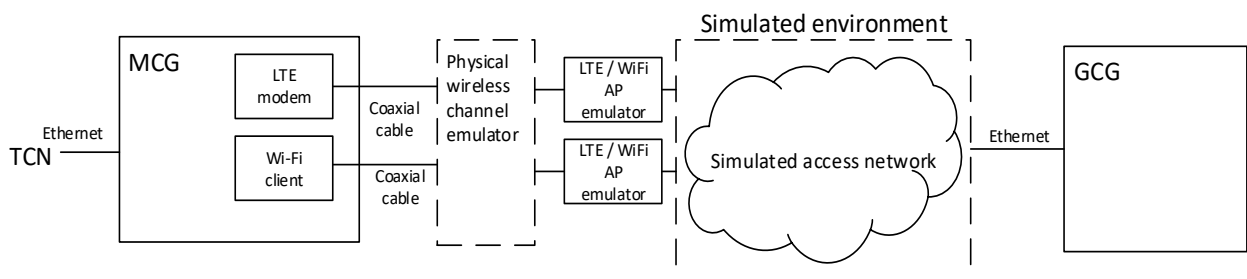 Simulated environment
MCG
LTE
modem
Wi-Fi
client
Ethernet
TCN
Coaxial
cable
Coaxial
cable
Physical
wireless
channel
emulator
LTE / WiFi
AP
emulator
LTE / WiFi
AP
emulator
Simulated access network
Ethernet
GCG